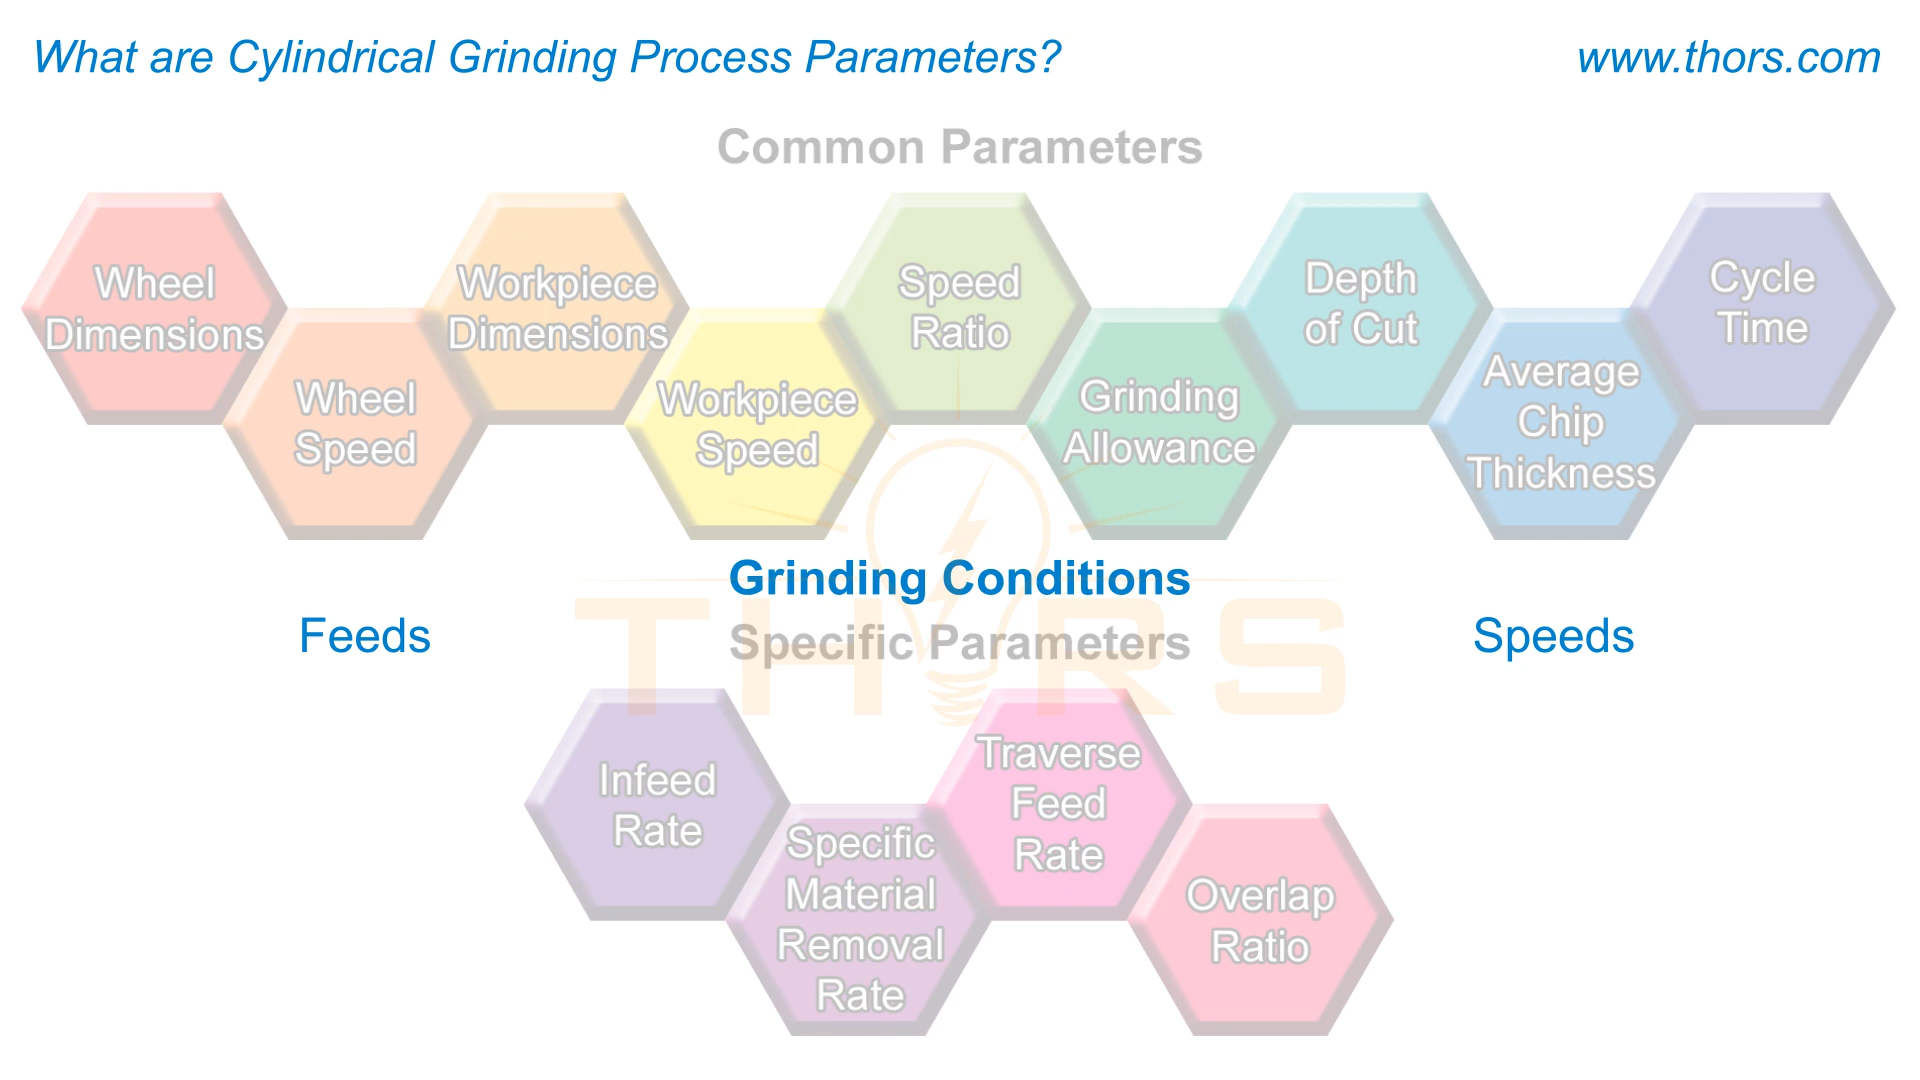 What are Cylindrical Grinding Process Parameters?
www.thors.com
Common Parameters
Wheel
Dimensions
Wheel
Speed
Workpiece
Dimensions
Workpiece
Speed
Speed
Ratio
Grinding
Allowance
Depth
of Cut
Average
Chip
Thickness
Cycle
Time
Grinding Conditions
Feeds
Specific Parameters
Speeds
THORS
Infeed
Rate
Specific
Material
Removal
Rate
Traverse
Feed
Rate
Overlap
Ratio